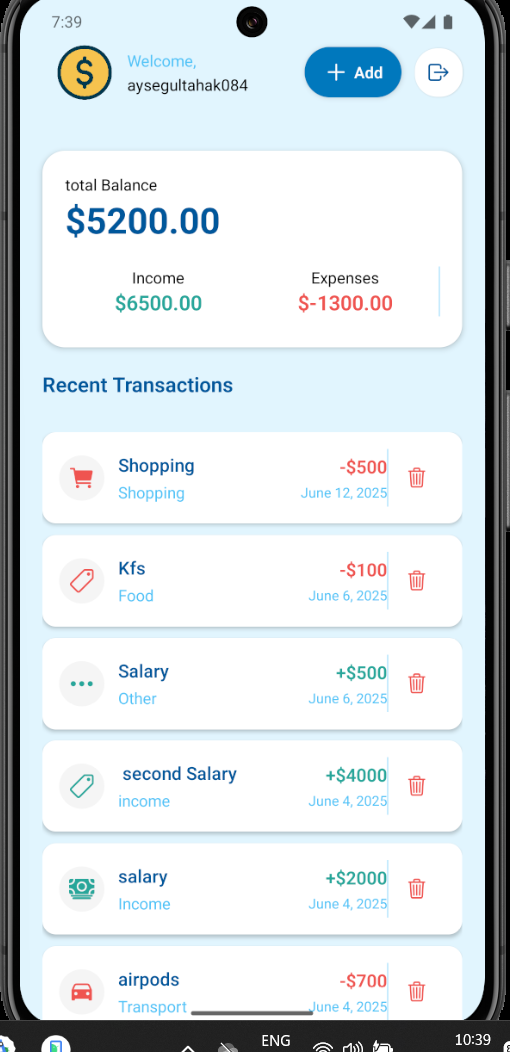 7:39
Welcome,
aysegultahak084
+ Add
total Balance
$5200.00
Income
Expenses
$6500.00
$-1300.00
Recent Transactions
Shopping
-$500
Shopping
June 12, 2025
Kfs
-$100
Food
June 6, 2025
Salary
+$500
Other
June 6, 2025
second Salary
+$4000
income
June 4, 2025
salary
+$2000
Income
June 4, 2025
airpods
-$700
Transport
June 4, 2025
ENG
10:39